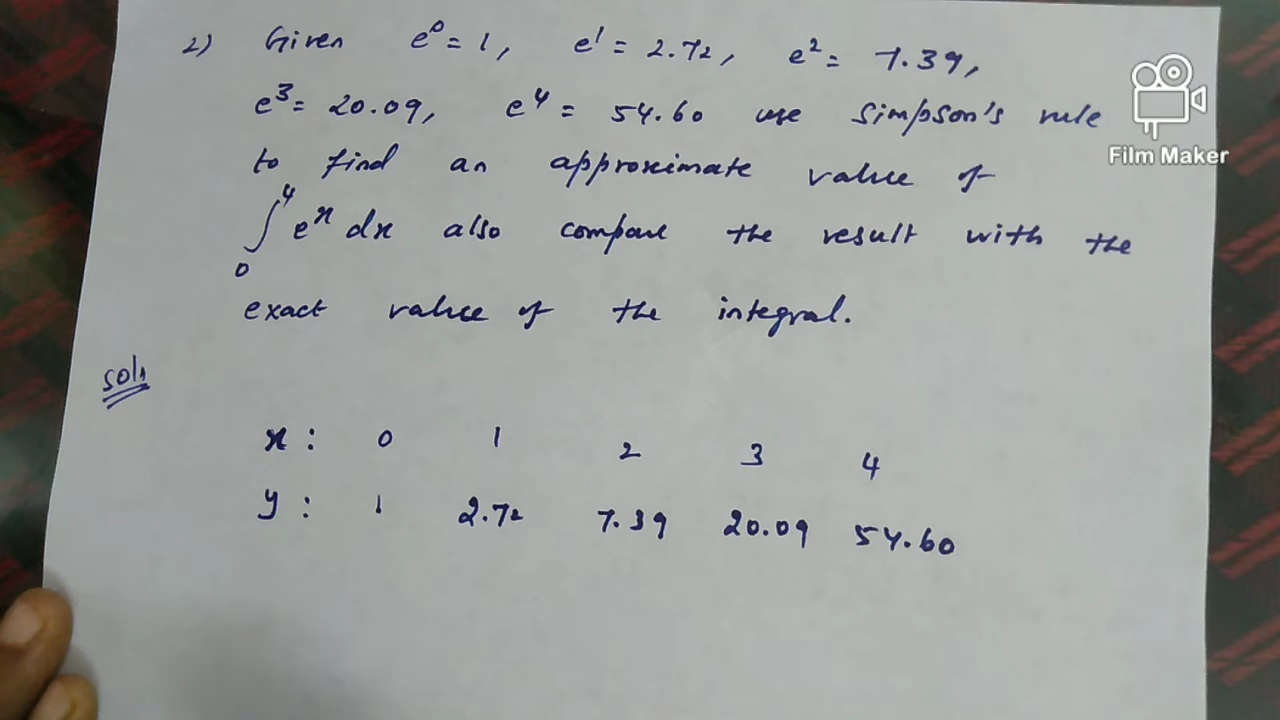 2) Given e⁰ = 1, e¹ = 2.72, e² = 7.39,
e³ = 20.09, e⁴ = 54.60 use Simpson's rule
Film Maker
to find an approximate value of
∫₀⁴ eˣ dx also compare the result with the
exact value of the integral.
Soln
x : 0 1 2 3 4
y : 1 2.72 7.39 20.09 54.60